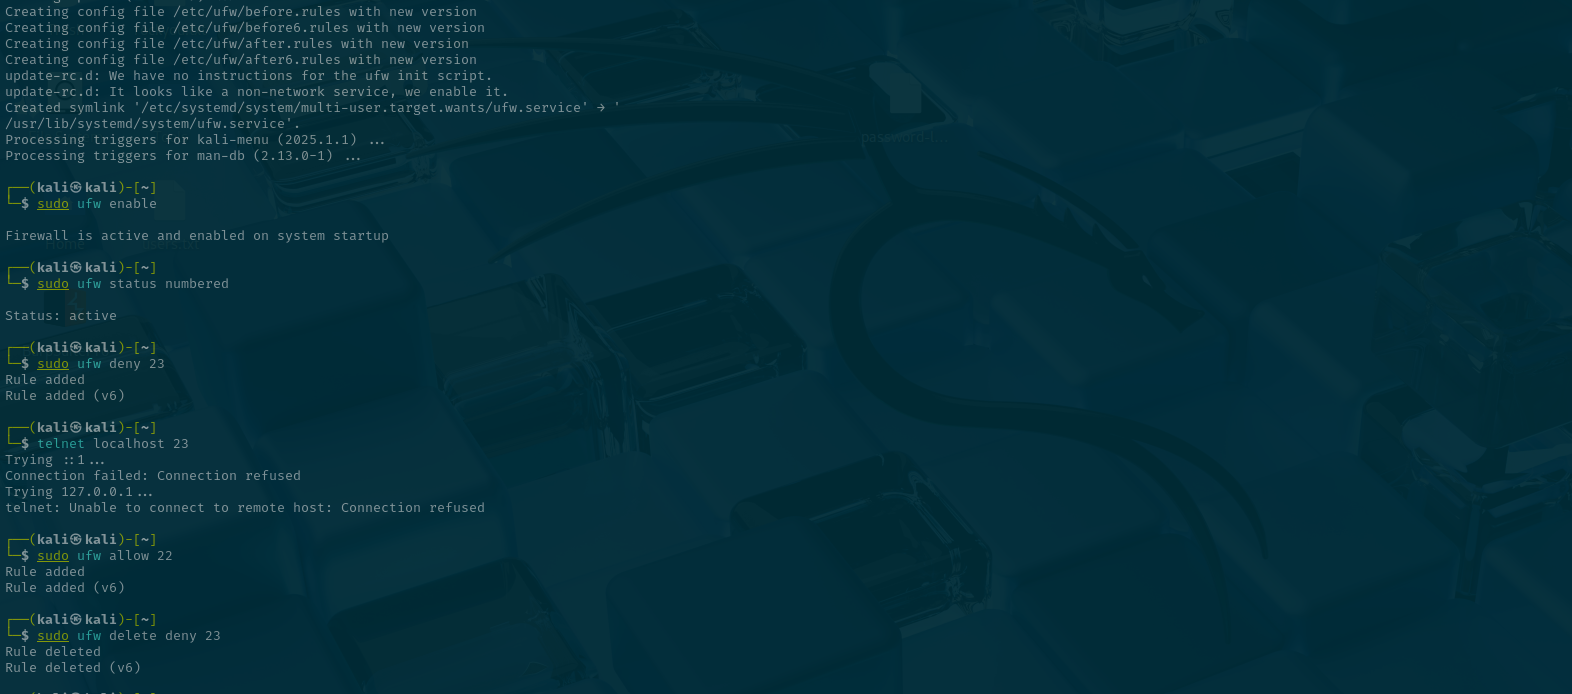 Creating config file /etc/ufw/before.rules with new version
Creating config file /etc/ufw/before6.rules with new version
Creating config file /etc/ufw/after.rules with new version
Creating config file /etc/ufw/after6.rules with new version
update-rc.d: We have no instructions for the ufw init script.
update-rc.d: It looks like a non-network service, we enable it.
Created symlink '/etc/systemd/system/multi-user.target.wants/ufw.service' → '
/usr/lib/systemd/system/ufw.service'.
Processing triggers for kali-menu (2025.1.1) ...
Processing triggers for man-db (2.13.0-1) ...
┌──(kali㉿kali)-[~]
└─$ sudo ufw enable
Firewall is active and enabled on system startup
┌──(kali㉿kali)-[~]
└─$ sudo ufw status numbered
Status: active
┌──(kali㉿kali)-[~]
└─$ sudo ufw deny 23
Rule added
Rule added (v6)
┌──(kali㉿kali)-[~]
└─$ telnet localhost 23
Trying ::1...
Connection failed: Connection refused
Trying 127.0.0.1...
telnet: Unable to connect to remote host: Connection refused
┌──(kali㉿kali)-[~]
└─$ sudo ufw allow 22
Rule added
Rule added (v6)
┌──(kali㉿kali)-[~]
└─$ sudo ufw delete deny 23
Rule deleted
Rule deleted (v6)
password-l...
Home